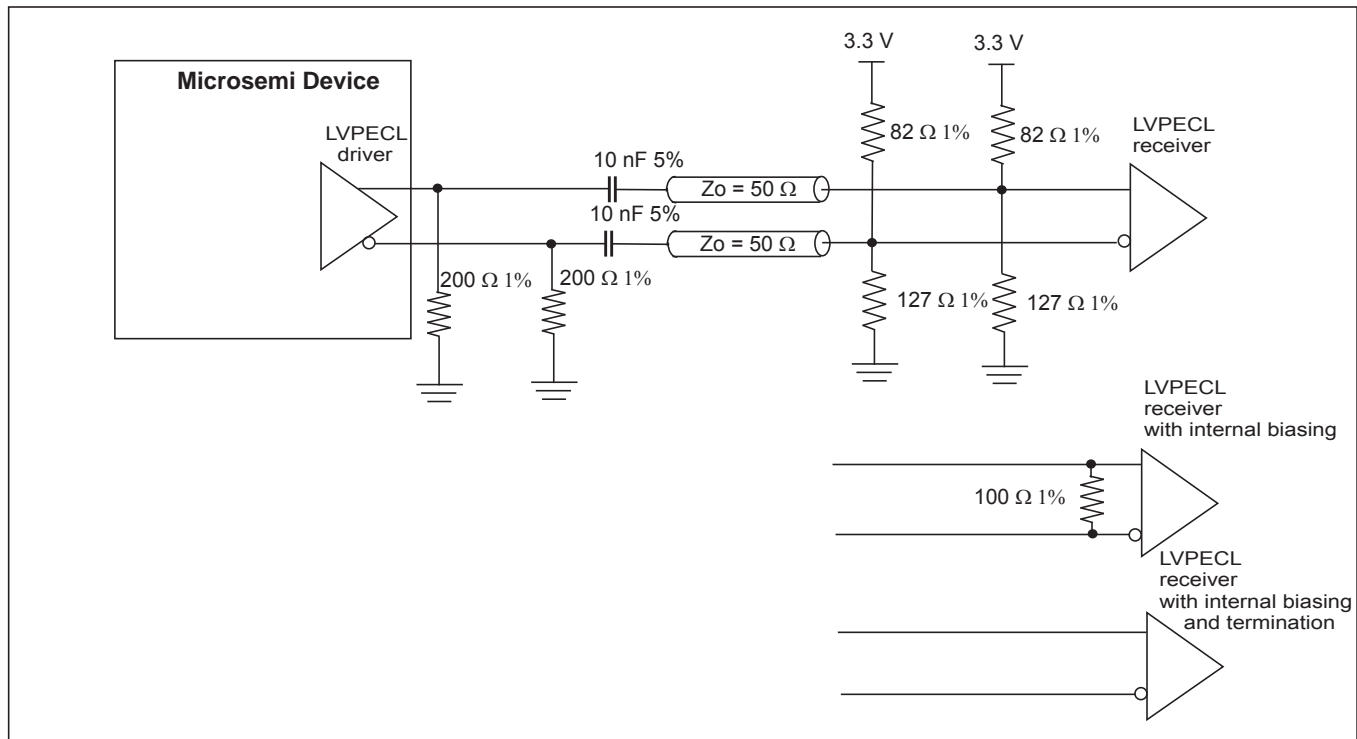 3.3 V
3.3 V
Microsemi Device
LVPECL
driver
82 Ω 1%
82 Ω 1%
LVPECL
receiver
10 nF 5%
Zo = 50 Ω
10 nF 5%
Zo = 50 Ω
200 Ω 1%
200 Ω 1%
127 Ω 1%
127 Ω 1%
LVPECL
receiver
with internal biasing
100 Ω 1%
LVPECL
receiver
with internal biasing
and termination